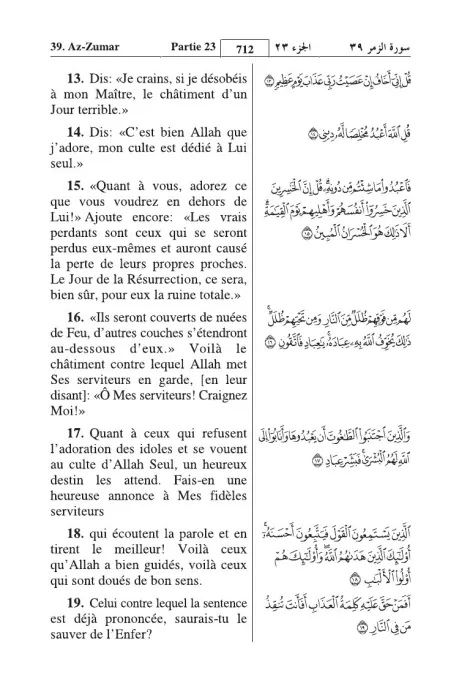 39. Az-Zumar Partie 23 712 الجزء ٢٣ سورة الزمر ٣٩
13. Dis: «Je crains, si je désobéis
à mon Maître, le châtiment d’un
Jour terrible.»
قُلْ إِنِّي أَخَافُ إِنْ عَصَيْتُ رَبِّي عَذَابَ يَوْمٍ عَظِيمٍ ١٣
14. Dis: «C’est bien Allah que
j’adore, mon culte est dédié à Lui
seul.»
قُلِ ٱللَّهَ أَعْبُدُ مُخْلِصًا لَّهُۥ دِينِي ١٤
15. «Quant à vous, adorez ce
que vous voudrez en dehors de
Lui!» Ajoute encore: «Les vrais
perdants sont ceux qui se seront
perdus eux-mêmes et auront causé
la perte de leurs propres proches.
Le Jour de la Résurrection, ce sera,
bien sûr, pour eux la ruine totale.»
فَٱعْبُدُوا۟ مَا شِئْتُم مِّن دُونِهِۦ ۗ قُلْ إِنَّ ٱلْخَٰسِرِينَ
ٱلَّذِينَ خَسِرُوٓا۟ أَنفُسَهُمْ وَأَهْلِيهِمْ يَوْمَ ٱلْقِيَٰمَةِ ۗ
أَلَا ذَٰلِكَ هُوَ ٱلْخُسْرَانُ ٱلْمُبِينُ ١٥
16. «Ils seront couverts de nuées
de Feu, d’autres couches s’étendront
au-dessous d’eux.» Voilà le
châtiment contre lequel Allah met
Ses serviteurs en garde, [en leur
disant]: «Ô Mes serviteurs! Craignez
Moi!»
لَهُم مِّن فَوْقِهِمْ ظُلَلٌ مِّنَ ٱلنَّارِ وَمِن تَحْتِهِمْ ظُلَلٌ ۚ
ذَٰلِكَ يُخَوِّفُ ٱللَّهُ بِهِۦ عِبَادَهُۥ ۚ يَٰعِبَادِ فَٱتَّقُونِ ١٦
17. Quant à ceux qui refusent
l’adoration des idoles et se vouent
au culte d’Allah Seul, un heureux
destin les attend. Fais-en une
heureuse annonce à Mes fidèles
serviteurs
وَٱلَّذِينَ ٱجْتَنَبُوا۟ ٱلطَّٰغُوتَ أَن يَعْبُدُوهَا وَأَنَابُوٓا۟ إِلَى
ٱللَّهِ لَهُمُ ٱلْبُشْرَىٰ ۚ فَبَشِّرْ عِبَادِ ١٧
18. qui écoutent la parole et en
tirent le meilleur! Voilà ceux
qu’Allah a bien guidés, voilà ceux
qui sont doués de bon sens.
ٱلَّذِينَ يَسْتَمِعُونَ ٱلْقَوْلَ فَيَتَّبِعُونَ أَحْسَنَهُۥٓ ۚ
أُو۟لَٰٓئِكَ ٱلَّذِينَ هَدَىٰهُمُ ٱللَّهُ ۖ وَأُو۟لَٰٓئِكَ هُمْ
أُو۟لُوا۟ ٱلْأَلْبَٰبِ ١٨
19. Celui contre lequel la sentence
est déjà prononcée, saurais-tu le
sauver de l’Enfer?
أَفَمَنْ حَقَّ عَلَيْهِ كَلِمَةُ ٱلْعَذَابِ أَفَأَنتَ تُنقِذُ
مَن فِي ٱلنَّارِ ١٩